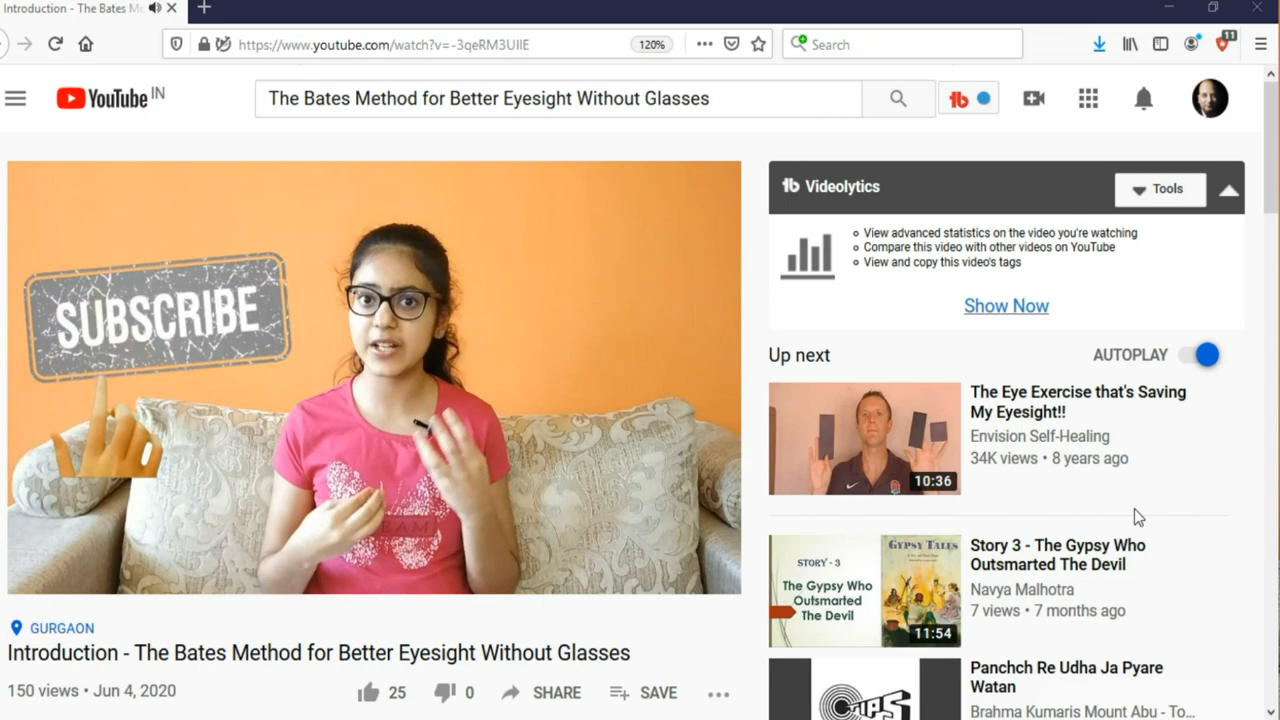 Introduction - The Bates Me
https://www.youtube.com/watch?v=-3qeRM3UIlE
120%
Search
11
YouTube IN
The Bates Method for Better Eyesight Without Glasses
SUBSCRIBE
Videolytics
Tools
View advanced statistics on the video you're watching
Compare this video with other videos on YouTube
View and copy this video's tags
Show Now
Up next
AUTOPLAY
The Eye Exercise that's Saving
My Eyesight!!
Envision Self-Healing
34K views • 8 years ago
10:36
STORY - 3
The Gypsy Who
Outsmarted
The Devil
GYPSY TALES
11:54
Story 3 - The Gypsy Who
Outsmarted The Devil
Navya Malhotra
7 views • 7 months ago
TIPS
Panchch Re Udha Ja Pyare
Watan
Brahma Kumaris Mount Abu - To...
GURGAON
Introduction - The Bates Method for Better Eyesight Without Glasses
150 views • Jun 4, 2020
25
0
SHARE
SAVE